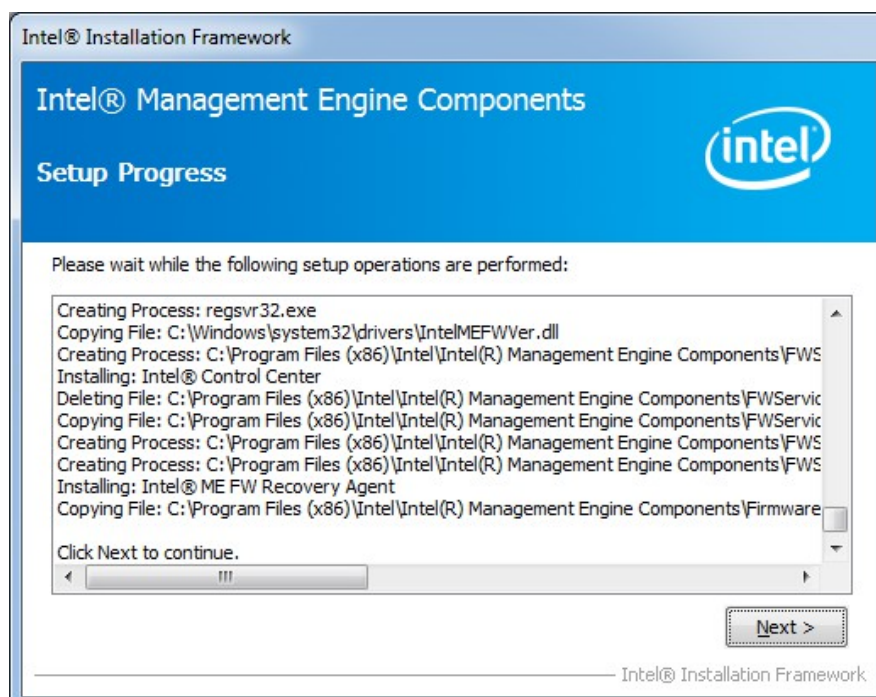 Intel® Installation Framework
Intel® Management Engine Components
intel®
Setup Progress
Please wait while the following setup operations are performed:
Creating Process: regsvr32.exe
Copying File: C:\Windows\system32\drivers\IntelMEFWVer.dll
Creating Process: C:\Program Files (x86)\Intel\Intel(R) Management Engine Components\FWS
Installing: Intel® Control Center
Deleting File: C:\Program Files (x86)\Intel\Intel(R) Management Engine Components\FWServic
Copying File: C:\Program Files (x86)\Intel\Intel(R) Management Engine Components\FWServic
Creating Process: C:\Program Files (x86)\Intel\Intel(R) Management Engine Components\FWS
Creating Process: C:\Program Files (x86)\Intel\Intel(R) Management Engine Components\FWS
Installing: Intel® ME FW Recovery Agent
Copying File: C:\Program Files (x86)\Intel\Intel(R) Management Engine Components\Firmware
Click Next to continue.
Next >
Intel® Installation Framework